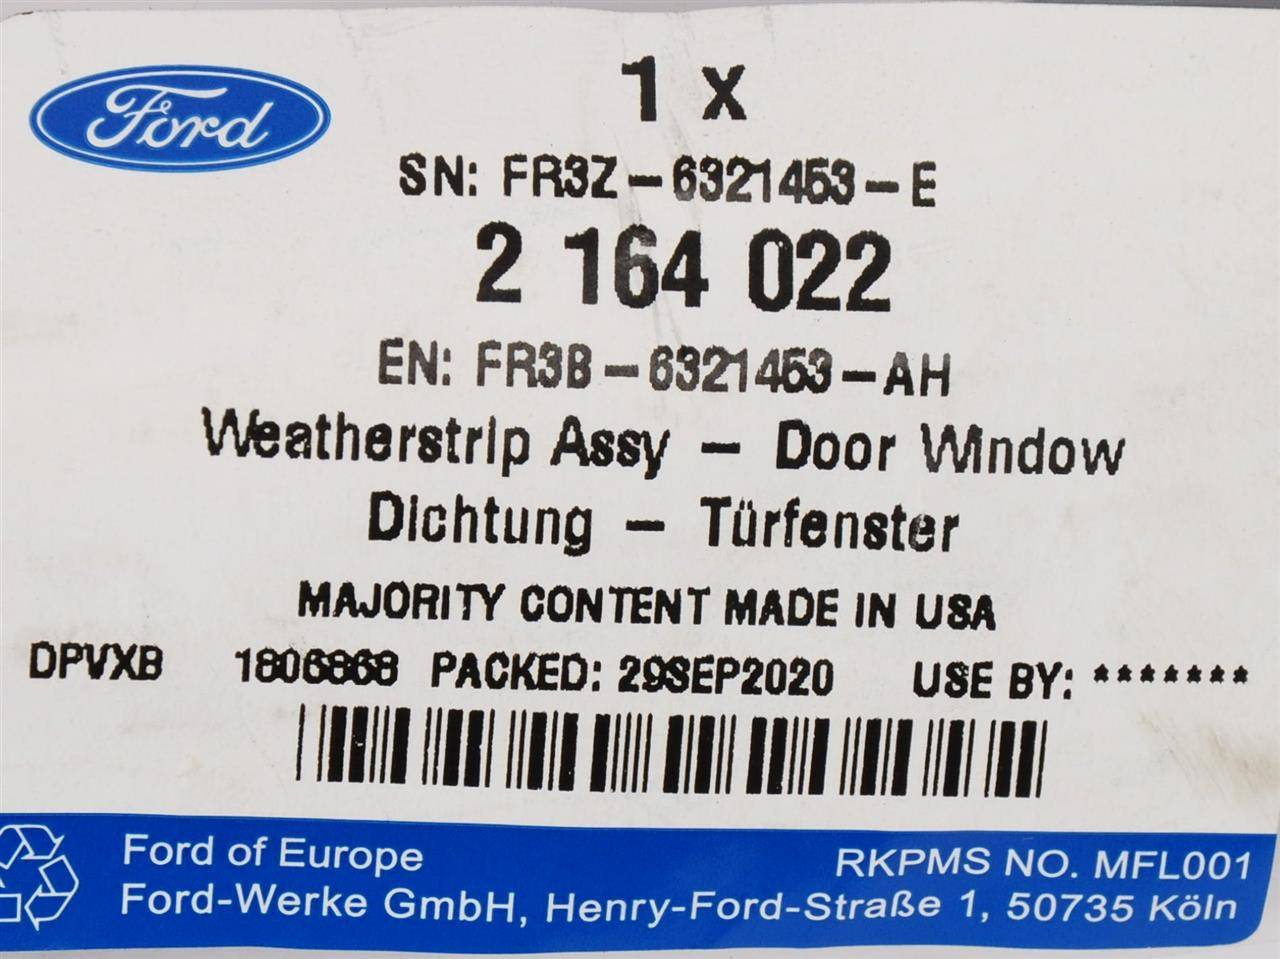 Ford
1 x
SN: FR3Z-6321453-E
2 164 022
EN: FR3B-6321453-AH
Weatherstrip Assy - Door Window
Dichtung - Türfenster
MAJORITY CONTENT MADE IN USA
DPVXB 1806868 PACKED: 29SEP2020 USE BY: *******
Ford of Europe
RKPMS NO. MFL001
Ford-Werke GmbH, Henry-Ford-Straße 1, 50735 Köln